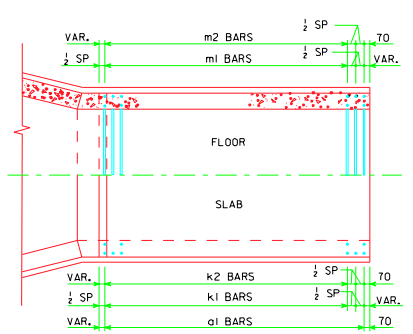 ½ SP
VAR. m2 BARS 70
½ SP m1 BARS ½ SP VAR.
FLOOR
SLAB
VAR. k2 BARS ½ SP 70
½ SP k1 BARS ½ SP VAR.
VAR. a1 BARS 70